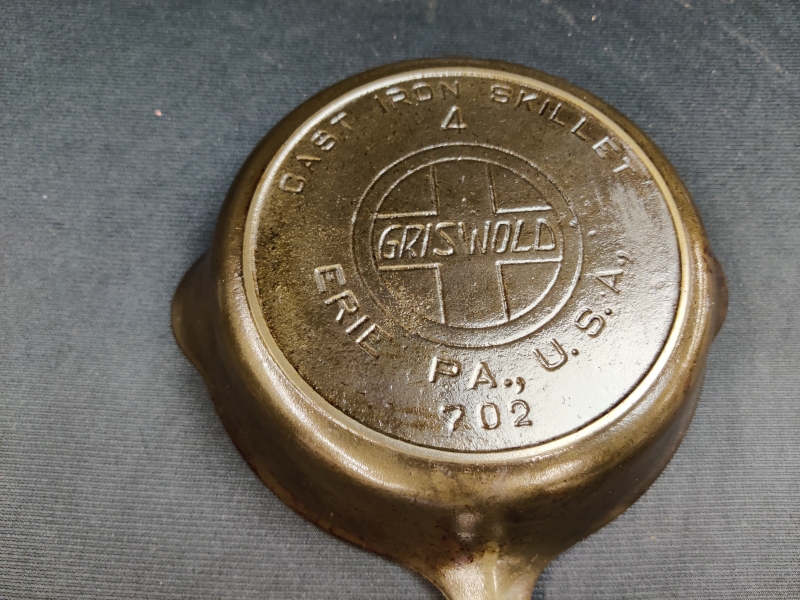 CAST IRON SKILLET
4
GRISWOLD
ERIE PA., U.S.A.,
702